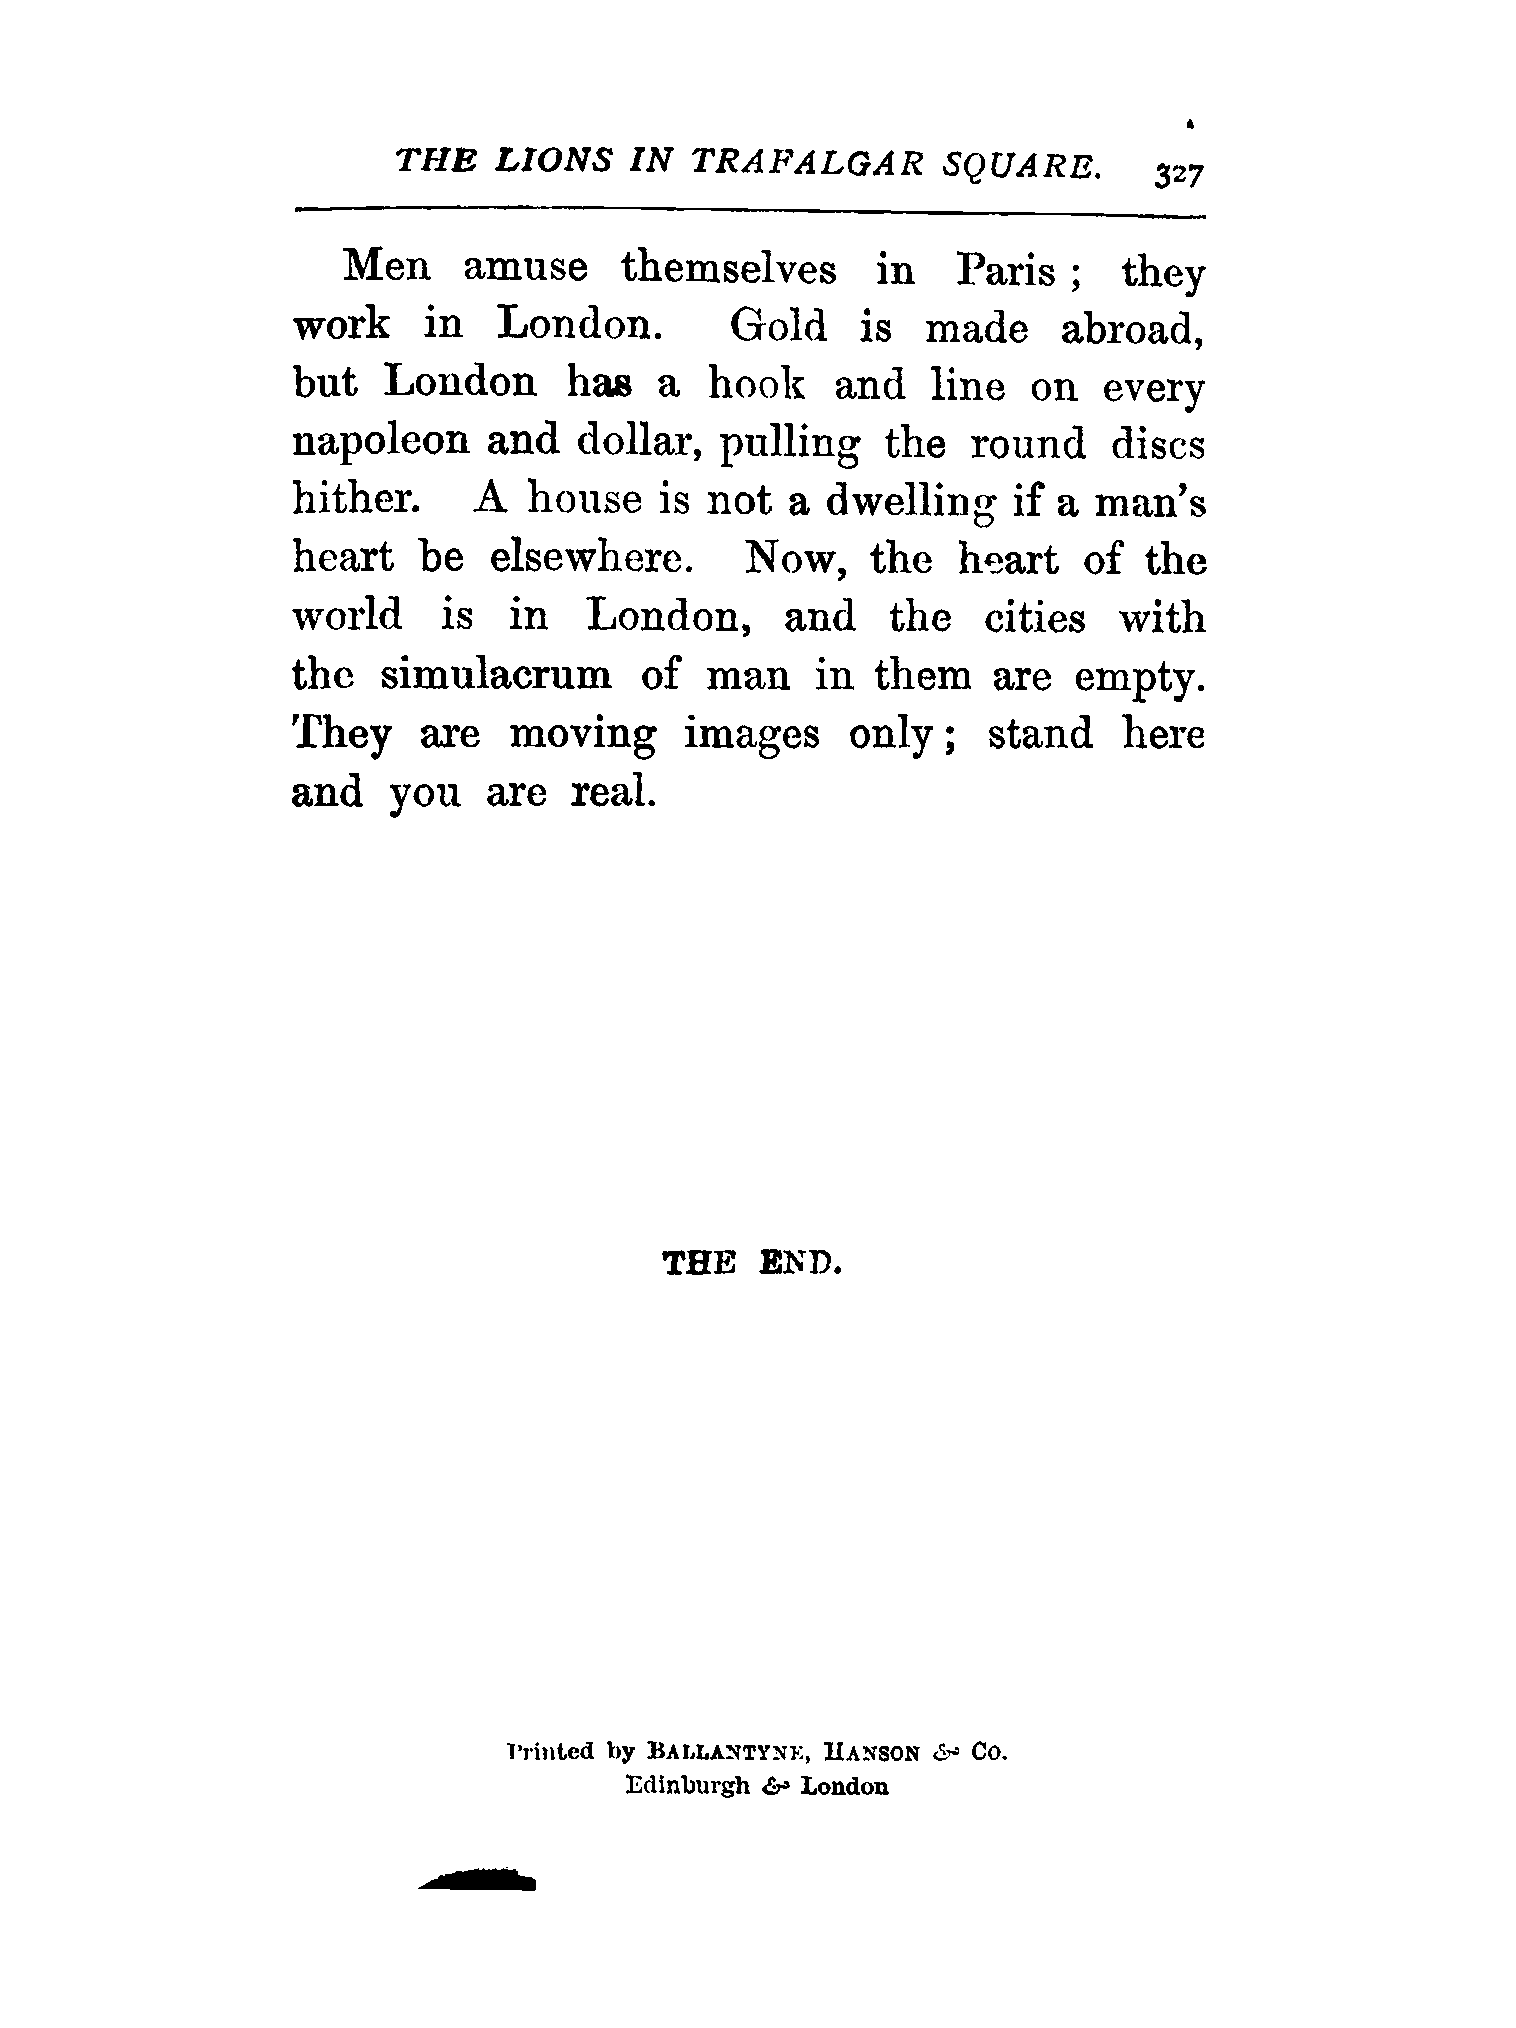 THE LIONS IN TRAFALGAR SQUARE. 327
Men amuse themselves in Paris ; they
work in London. Gold is made abroad,
but London has a hook and line on every
napoleon and dollar, pulling the round discs
hither. A house is not a dwelling if a man's
heart be elsewhere. Now, the heart of the
world is in London, and the cities with
the simulacrum of man in them are empty.
They are moving images only ; stand here
and you are real.
THE END.
Printed by BALLANTYNE, HANSON & CO.
Edinburgh & London